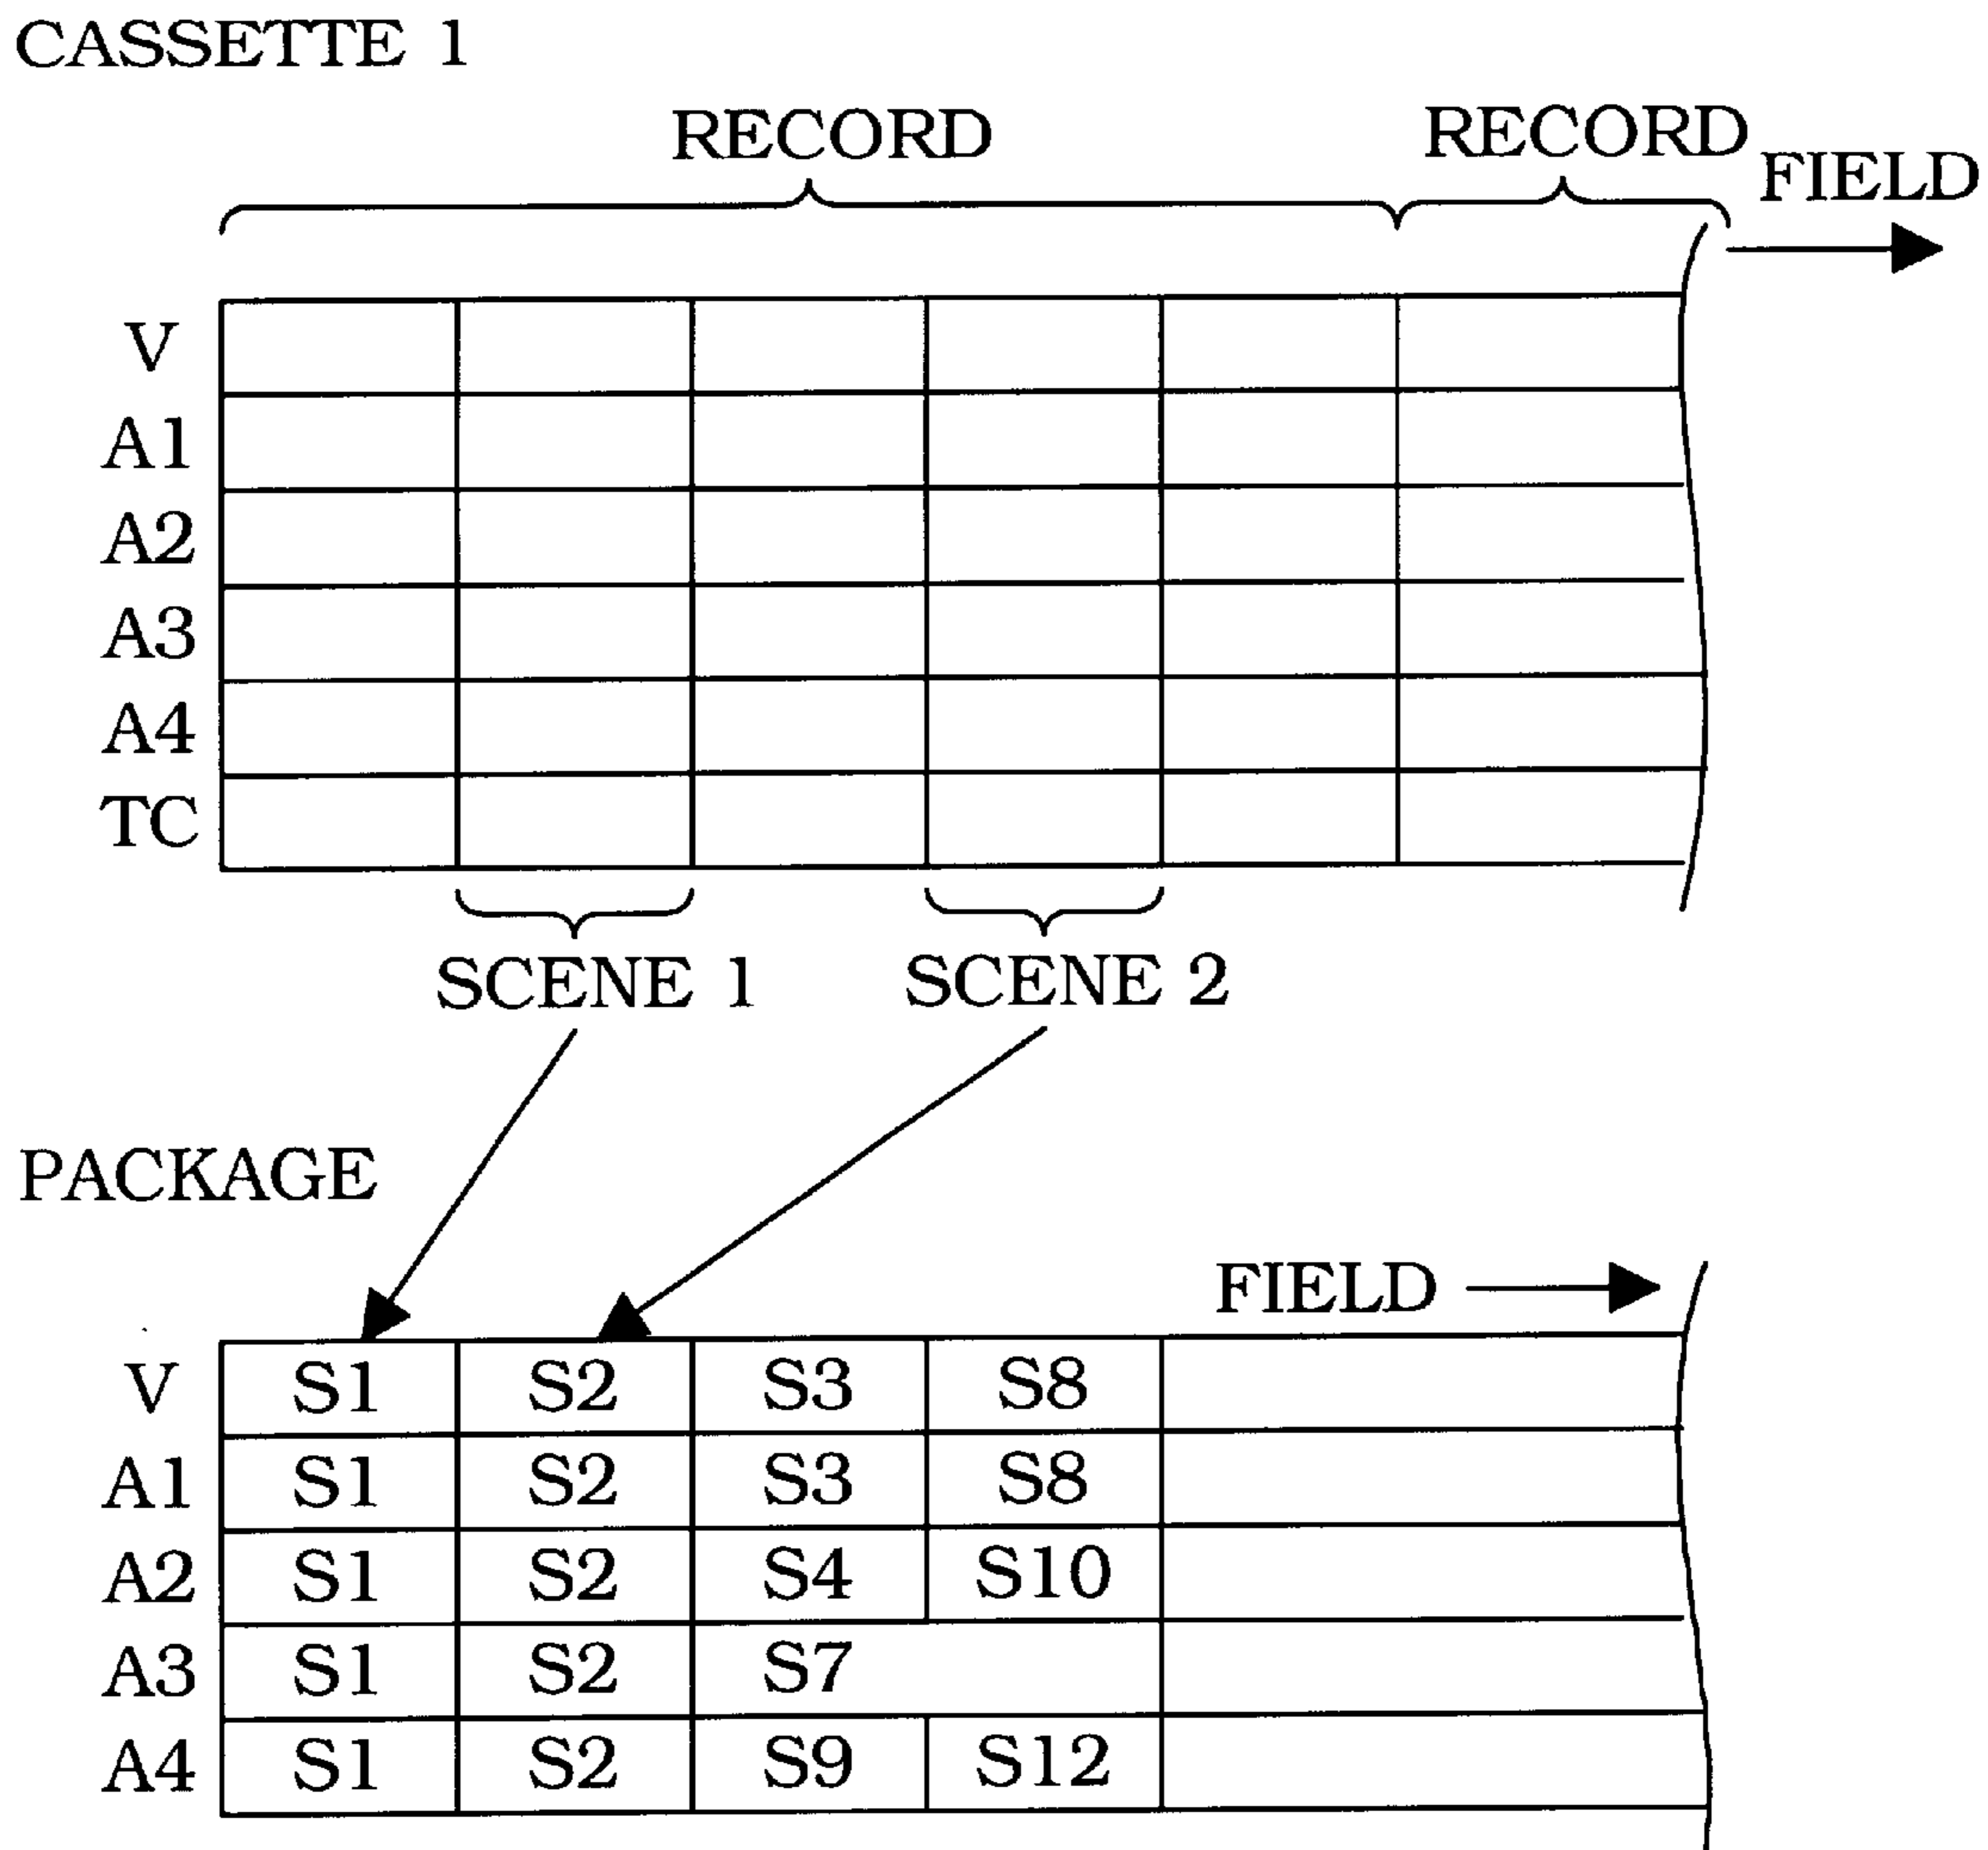 CASSETTE 1
RECORD RECORD
FIELD
V
A1
A2
A3
A4
TC
SCENE 1 SCENE 2
PACKAGE
FIELD
V S1 S2 S3 S8
A1 S1 S2 S3 S8
A2 S1 S2 S4 S10
A3 S1 S2 S7
A4 S1 S2 S9 S12